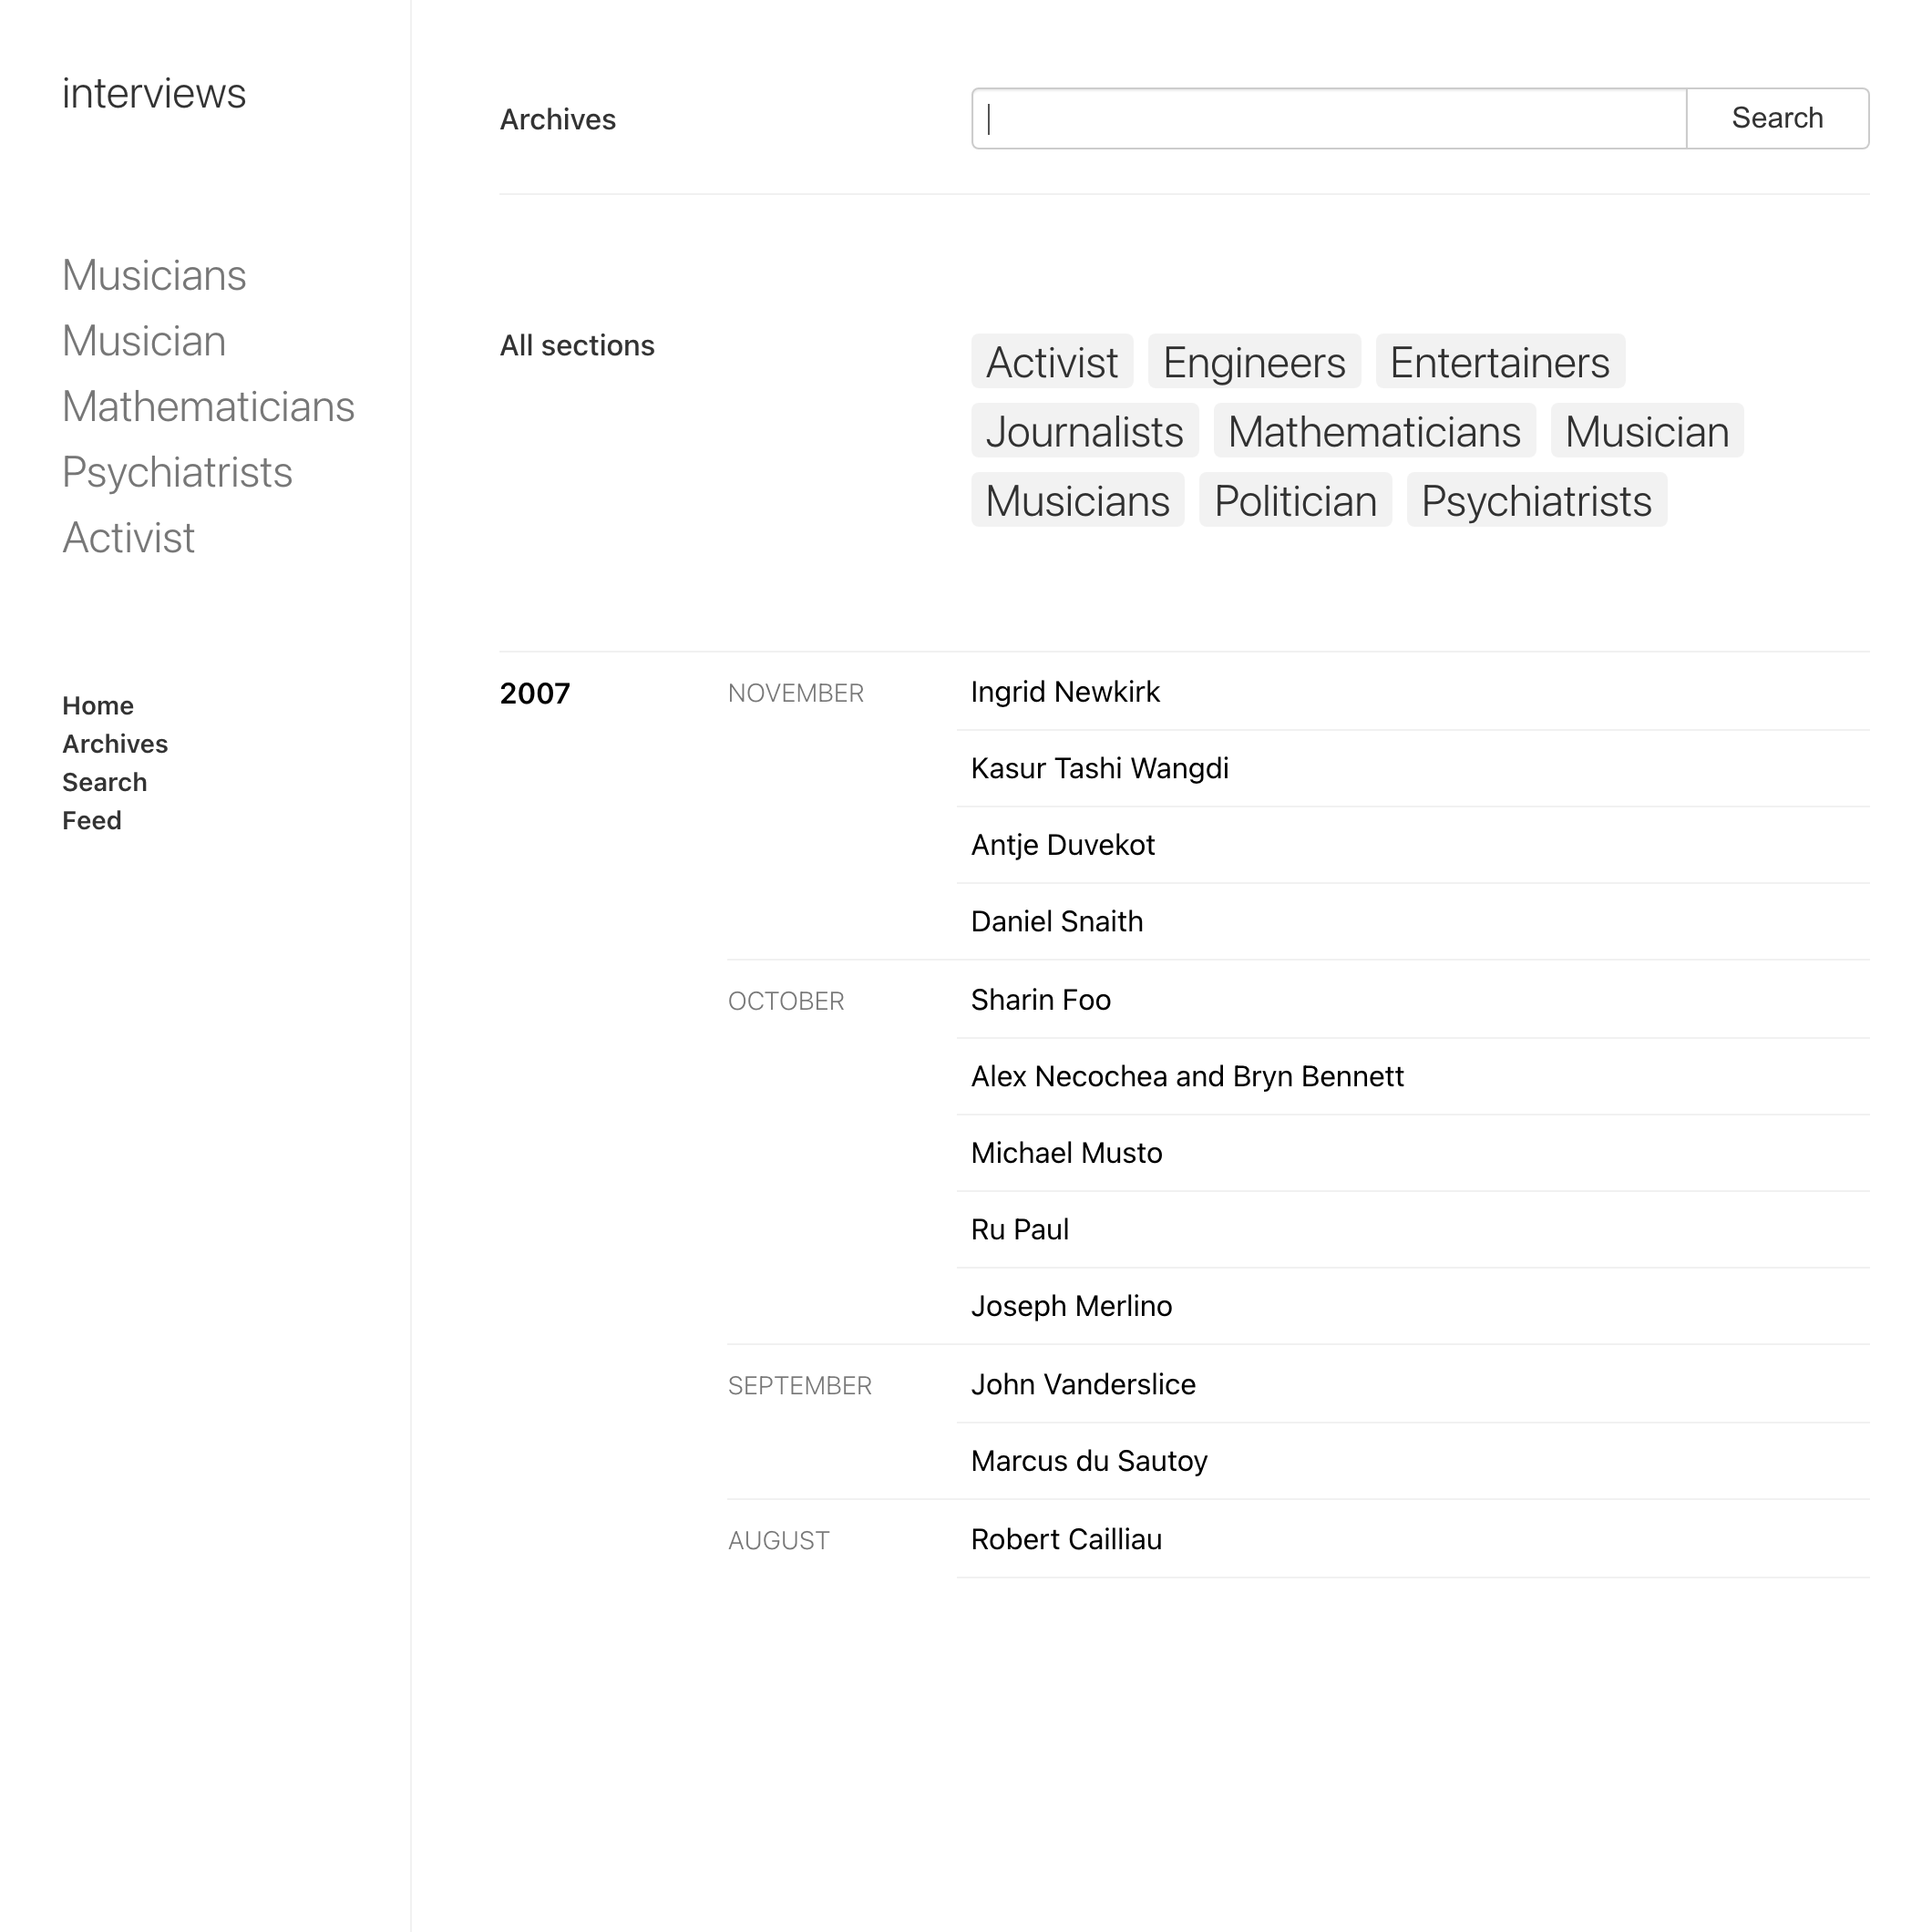 interviews
Musicians
Musician
Mathematicians
Psychiatrists
Activist
Home
Archives
Search
Feed
Archives
Search
All sections
Activist Engineers Entertainers
Journalists Mathematicians Musician
Musicians Politician Psychiatrists
2007 NOVEMBER Ingrid Newkirk
Kasur Tashi Wangdi
Antje Duvekot
Daniel Snaith
OCTOBER Sharin Foo
Alex Necochea and Bryn Bennett
Michael Musto
Ru Paul
Joseph Merlino
SEPTEMBER John Vanderslice
Marcus du Sautoy
AUGUST Robert Cailliau